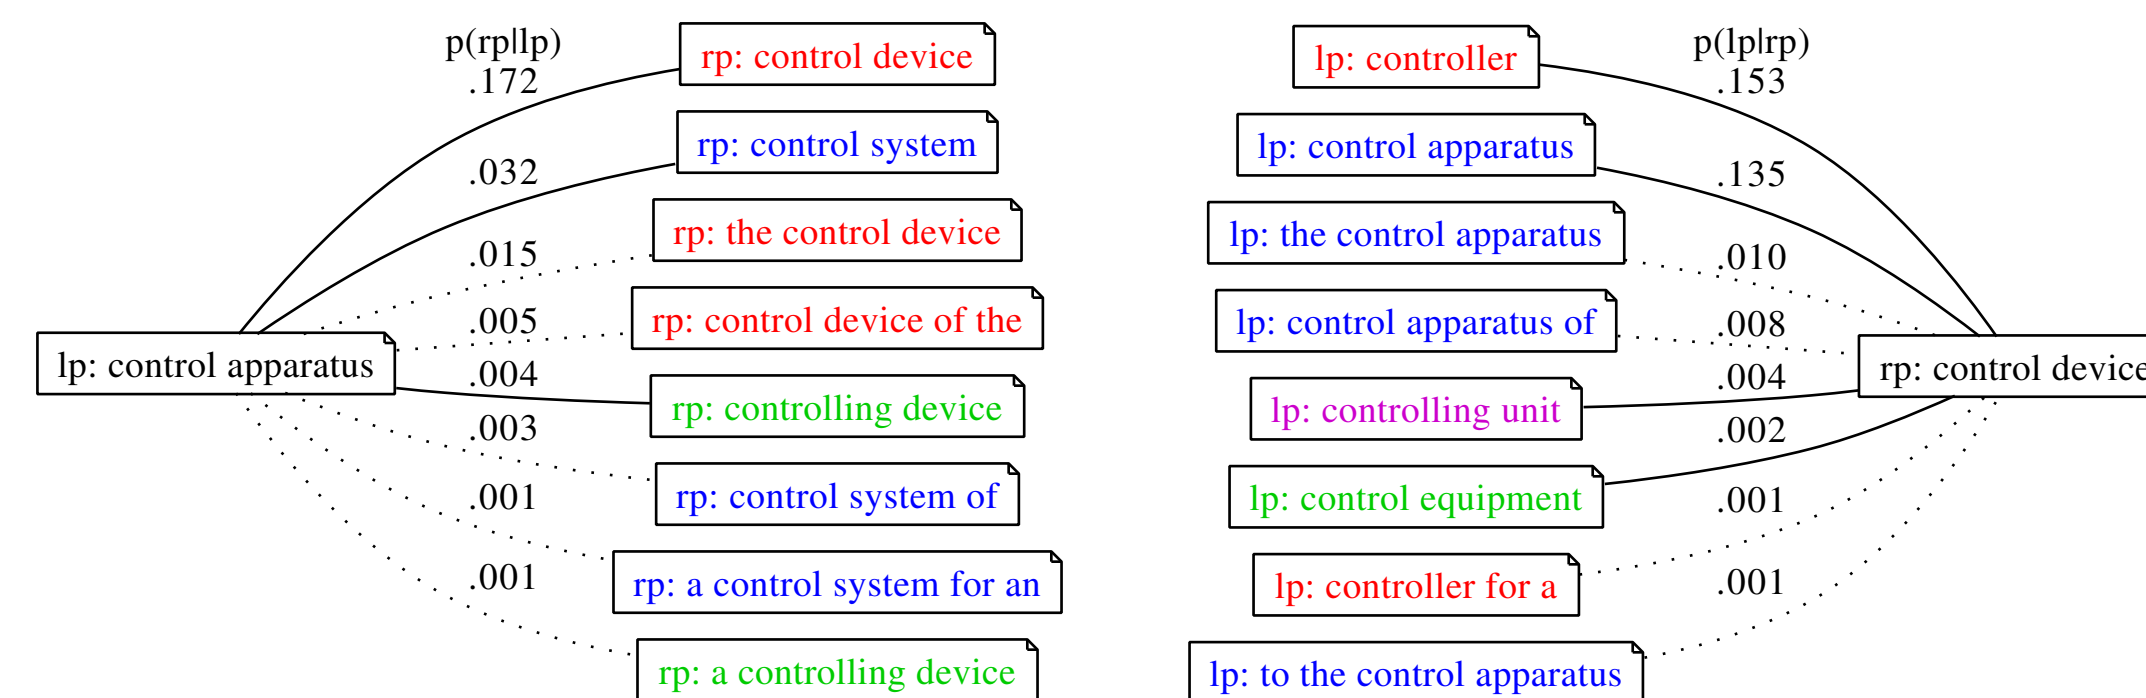 p(rp|lp)
.172
.032
.015
.005
.004
.003
.001
.001
lp: control apparatus
rp: control device
rp: control system
rp: the control device
rp: control device of the
rp: controlling device
rp: control system of
rp: a control system for an
rp: a controlling device
lp: controller
lp: control apparatus
lp: the control apparatus
lp: control apparatus of
lp: controlling unit
lp: control equipment
lp: controller for a
lp: to the control apparatus
p(lp|rp)
.153
.135
.010
.008
.004
.002
.001
.001
rp: control device